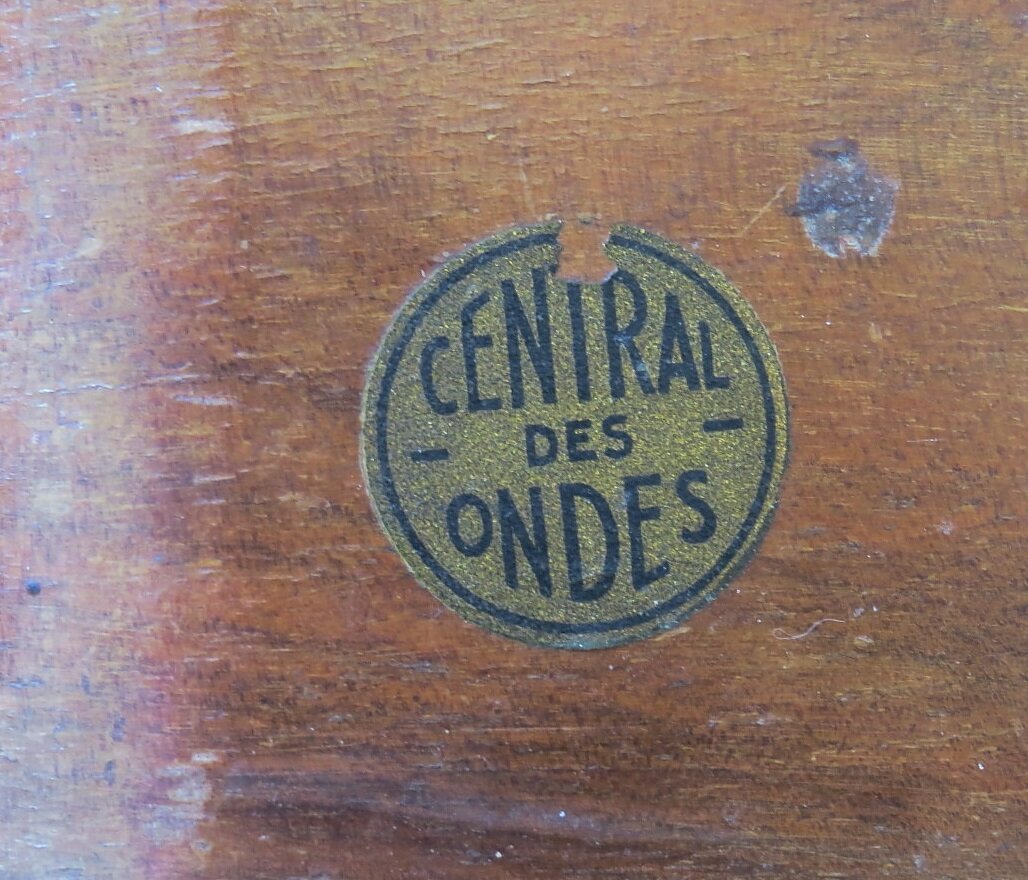 CENTRAL
- DES -
ONDES